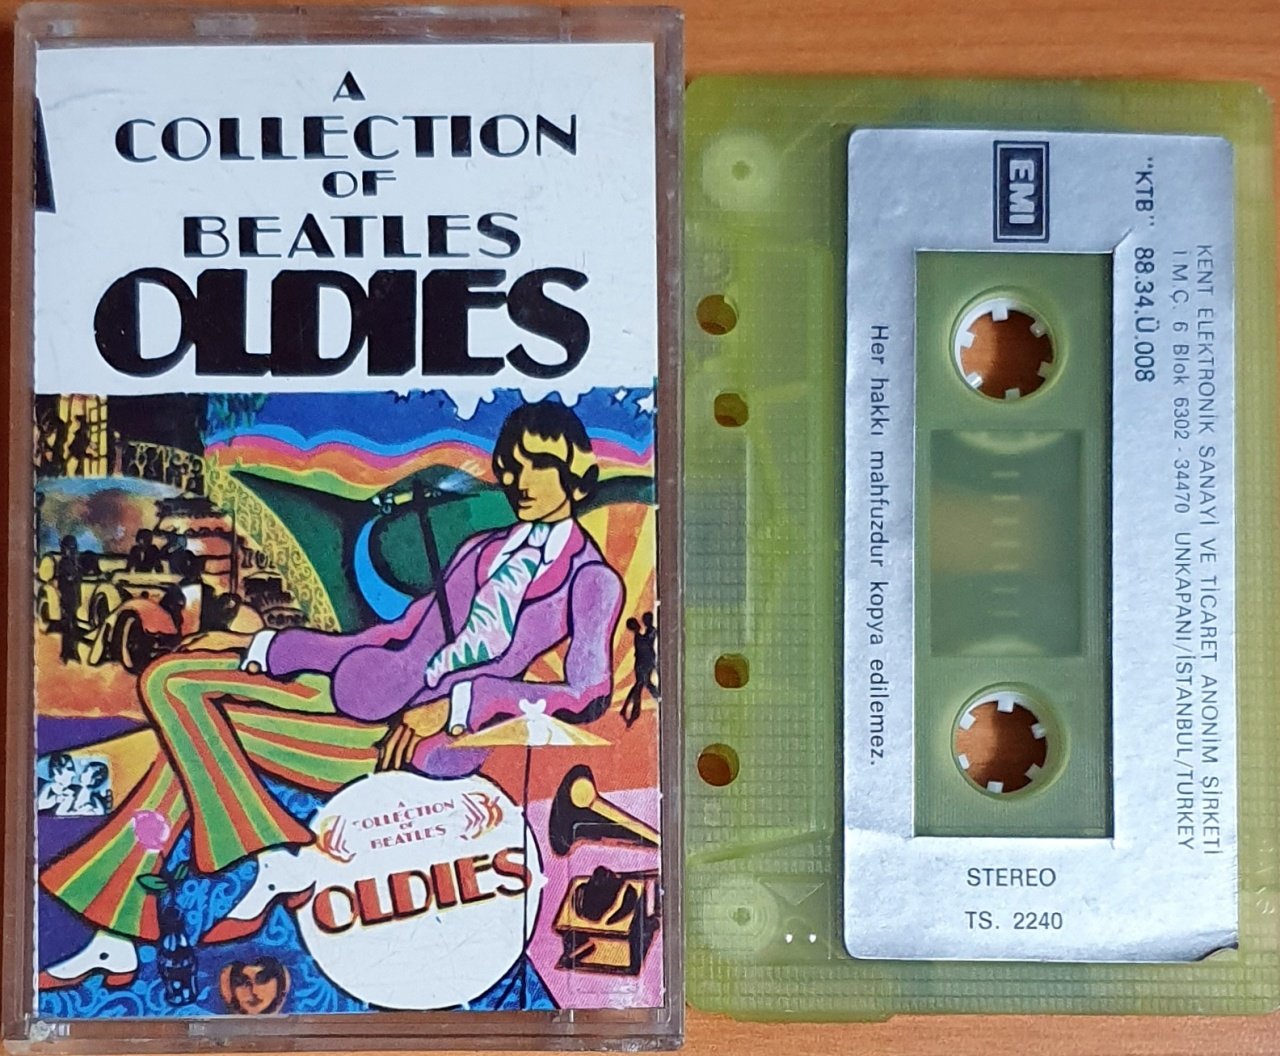 A
COLLECTION
OF
BEATLES
OLDIES
A
COLLECTION
OF
BEATLES
OLDIES
EMI
"KTB" 88.34.Ü.008
KENT ELEKTRONİK SANAYİ VE TİCARET ANONİM ŞİRKETİ
İ M.Ç. 6 Blok 6302 - 34470 UNKAPANI/İSTANBUL/TURKEY
Her hakkı mahfuzdur kopya edilemez.
STEREO
TS. 2240